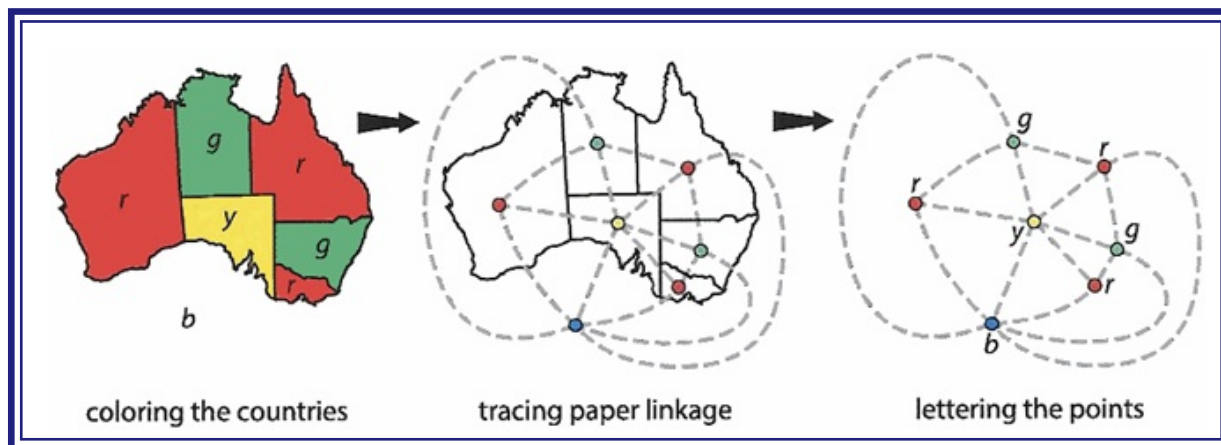 g
r
r
y
g
r
b
g
r
r
y
g
r
b
coloring the countries
tracing paper linkage
lettering the points